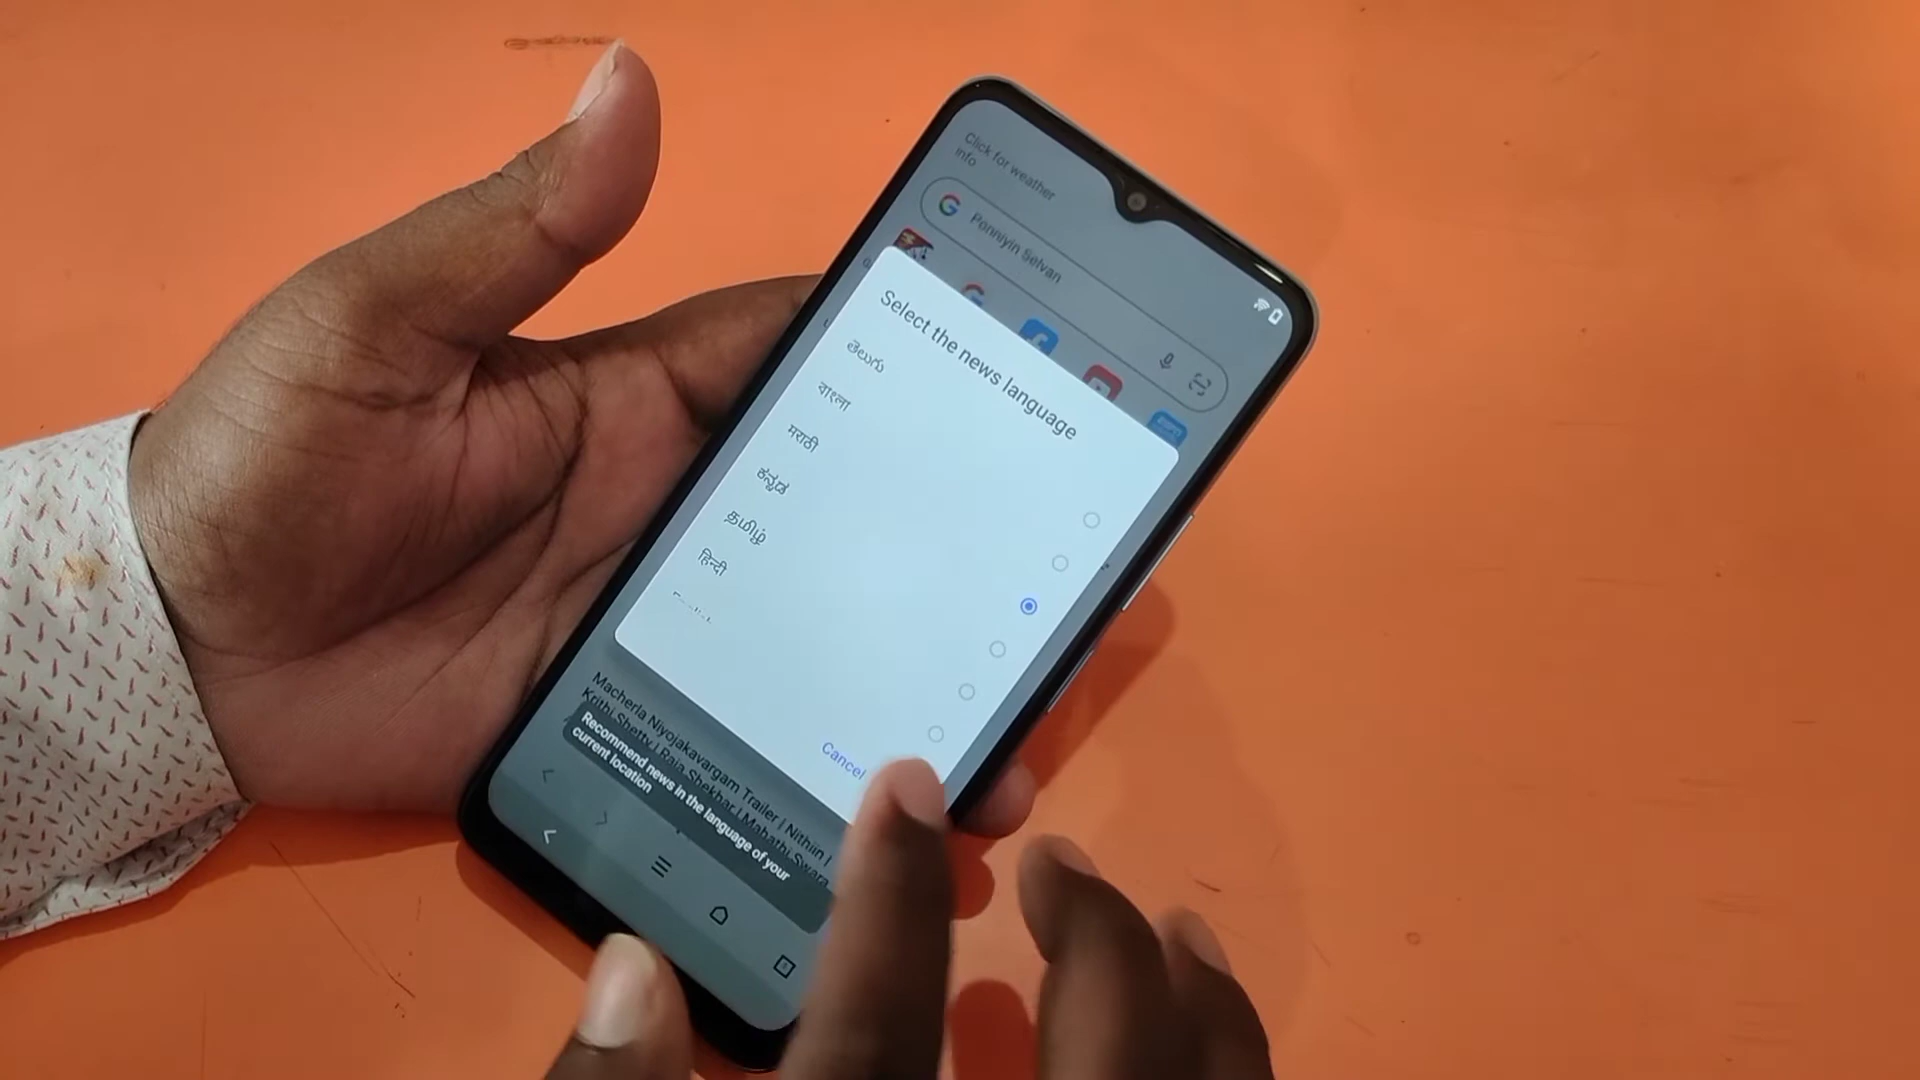 Click for weather
info
Ponniyin Selvan
Select the news language
తెలుగు
বাংলা
मराठी
ಕನ್ನಡ
தமிழ்
हिन्दी
Cancel
Macherla Niyojakavargam Trailer | Nithiin |
Krithi Shetty | Raja Shekhar | Mahathi Swara
Recommend news in the language of your
current location